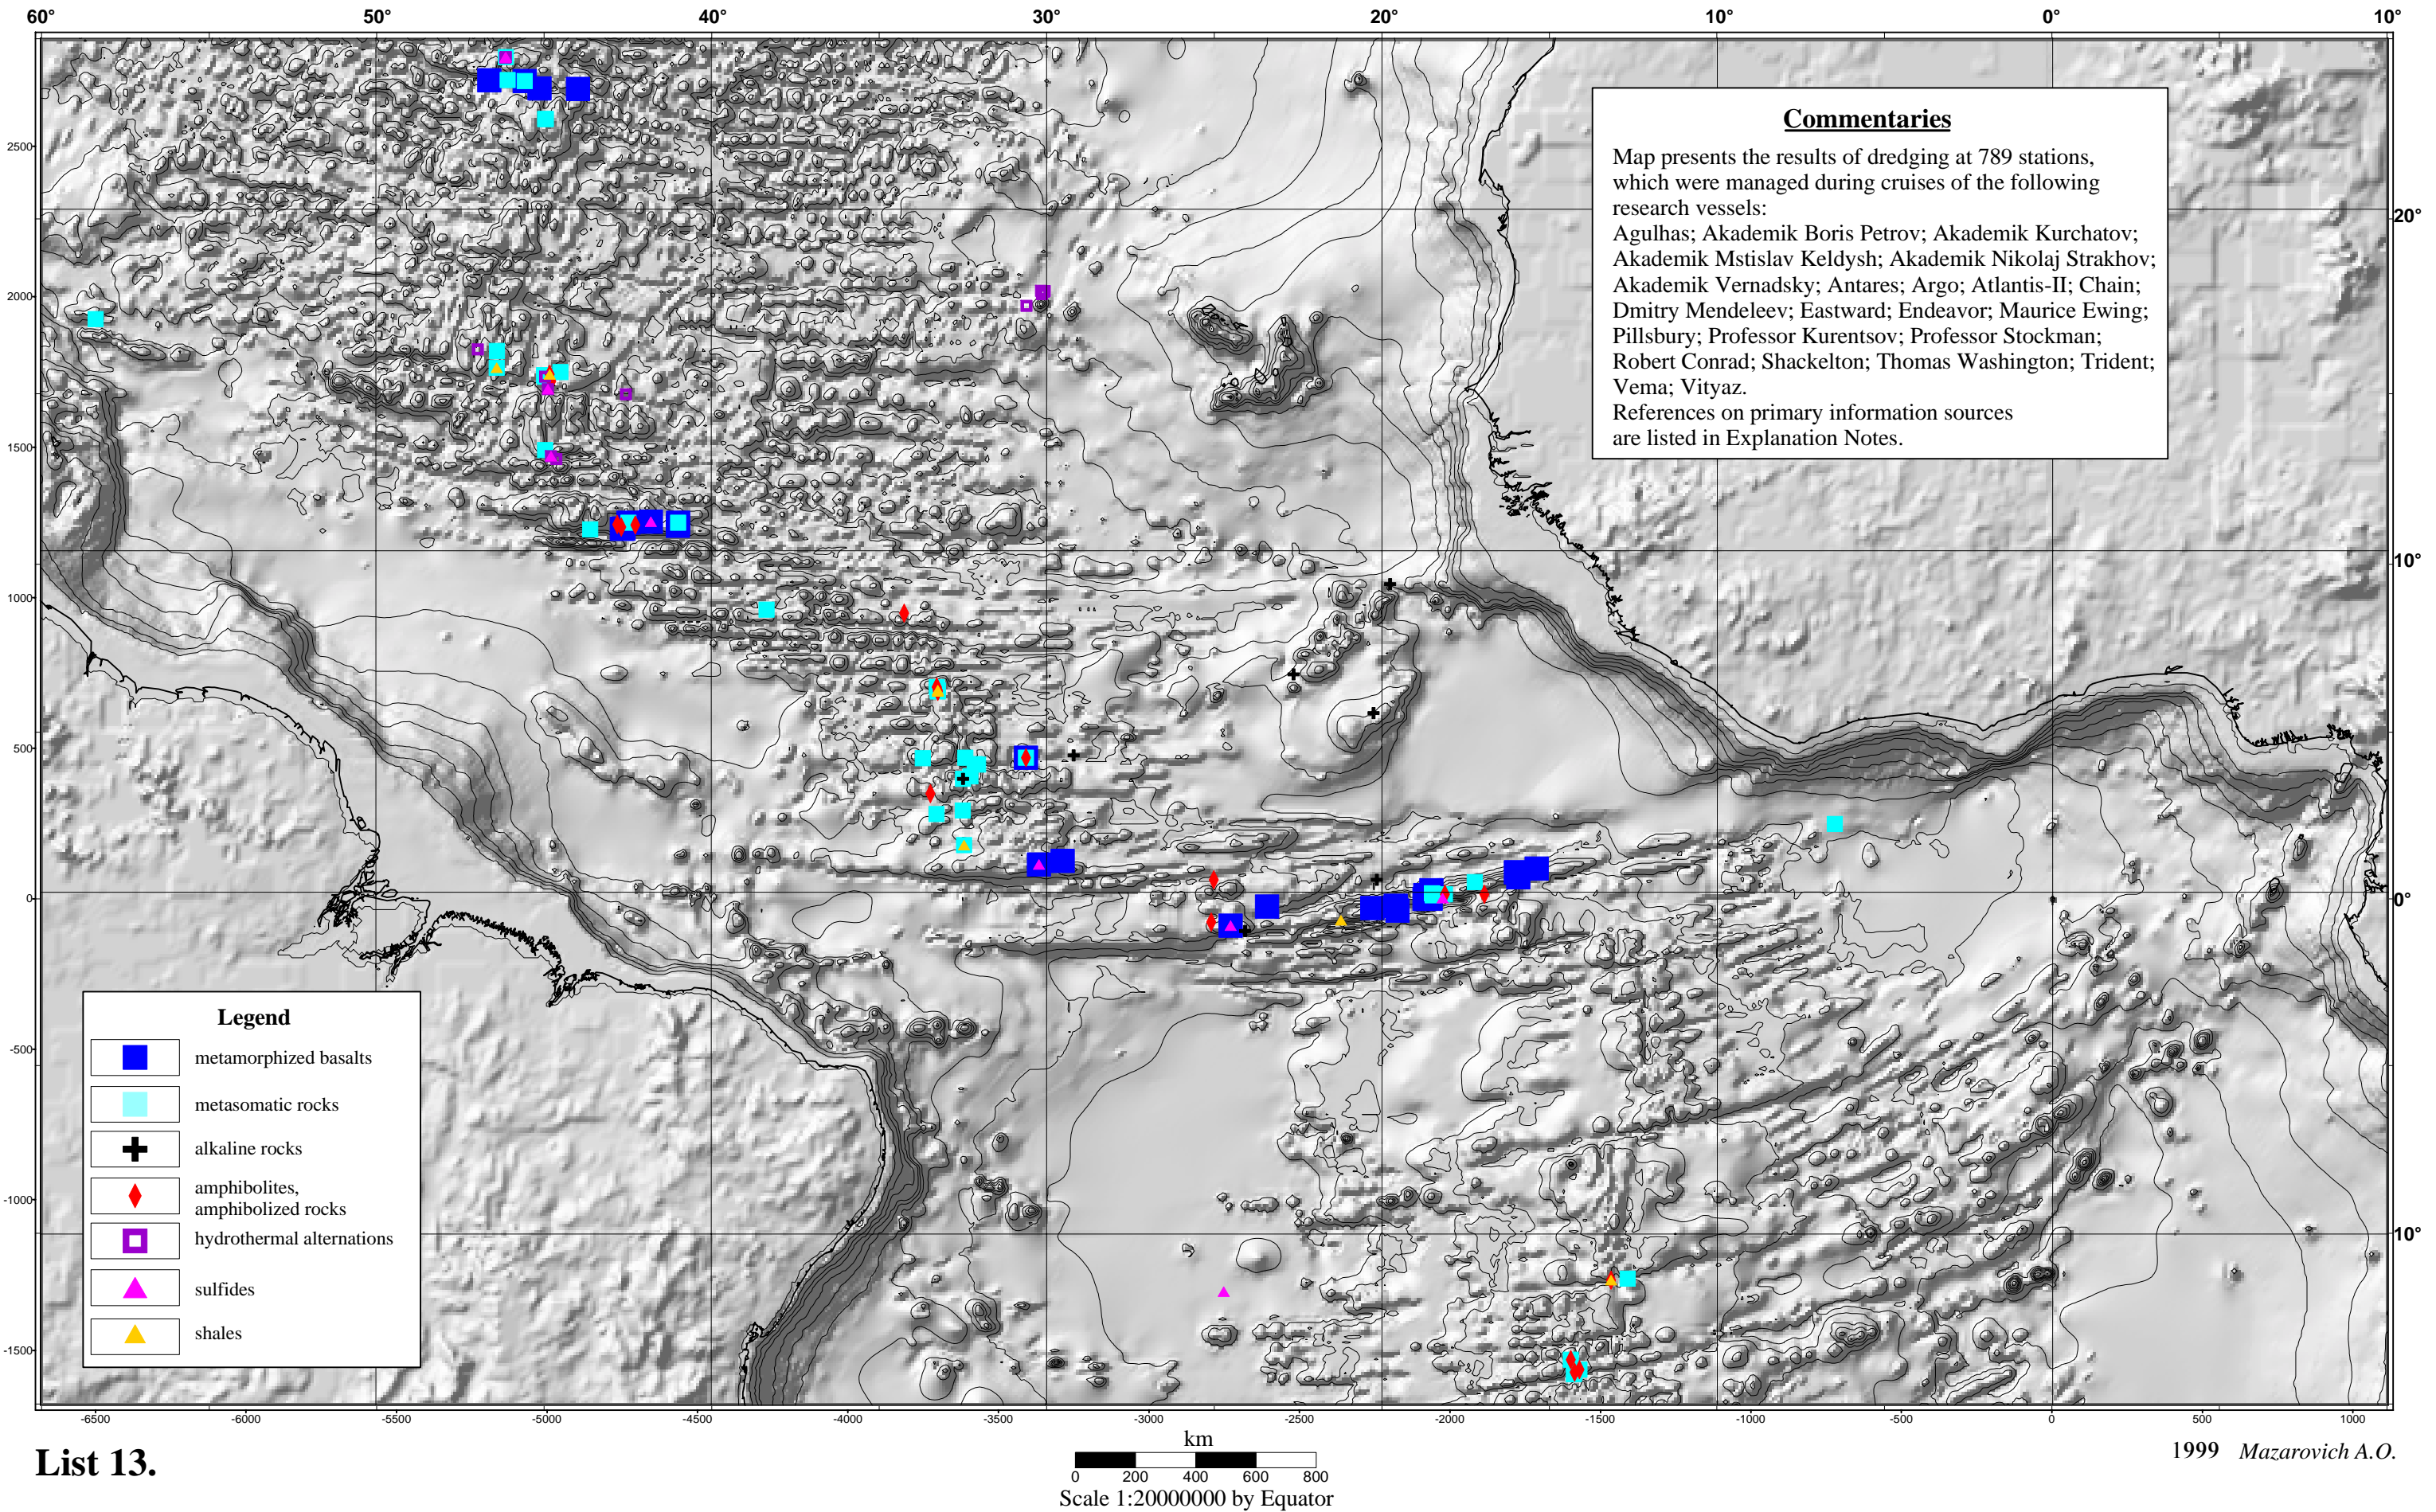 60° 50° 40° 30° 20° 10° 0° 10°
Commentaries
Map presents the results of dredging at 789 stations,
which were managed during cruises of the following
research vessels:
Agulhas; Akademik Boris Petrov; Akademik Kurchatov;
Akademik Mstislav Keldysh; Akademik Nikolaj Strakhov;
Akademik Vernadsky; Antares; Argo; Atlantis-II; Chain;
Dmitry Mendeleev; Eastward; Endeavor; Maurice Ewing;
Pillsbury; Professor Kurentsov; Professor Stockman;
Robert Conrad; Shackelton; Thomas Washington; Trident;
Vema; Vityaz.
References on primary information sources
are listed in Explanation Notes.
2500
2000
1500
1000
500
0
-500
-1000
-1500
20°
10°
0°
10°
Legend
metamorphized basalts
metasomatic rocks
alkaline rocks
amphibolites,
amphibolized rocks
hydrothermal alternations
sulfides
shales
-6500 -6000 -5500 -5000 -4500 -4000 -3500 -3000 -2500 -2000 -1500 -1000 -500 0 500 1000
List 13.
km
0 200 400 600 800
Scale 1:20000000 by Equator
1999 Mazarovich A.O.